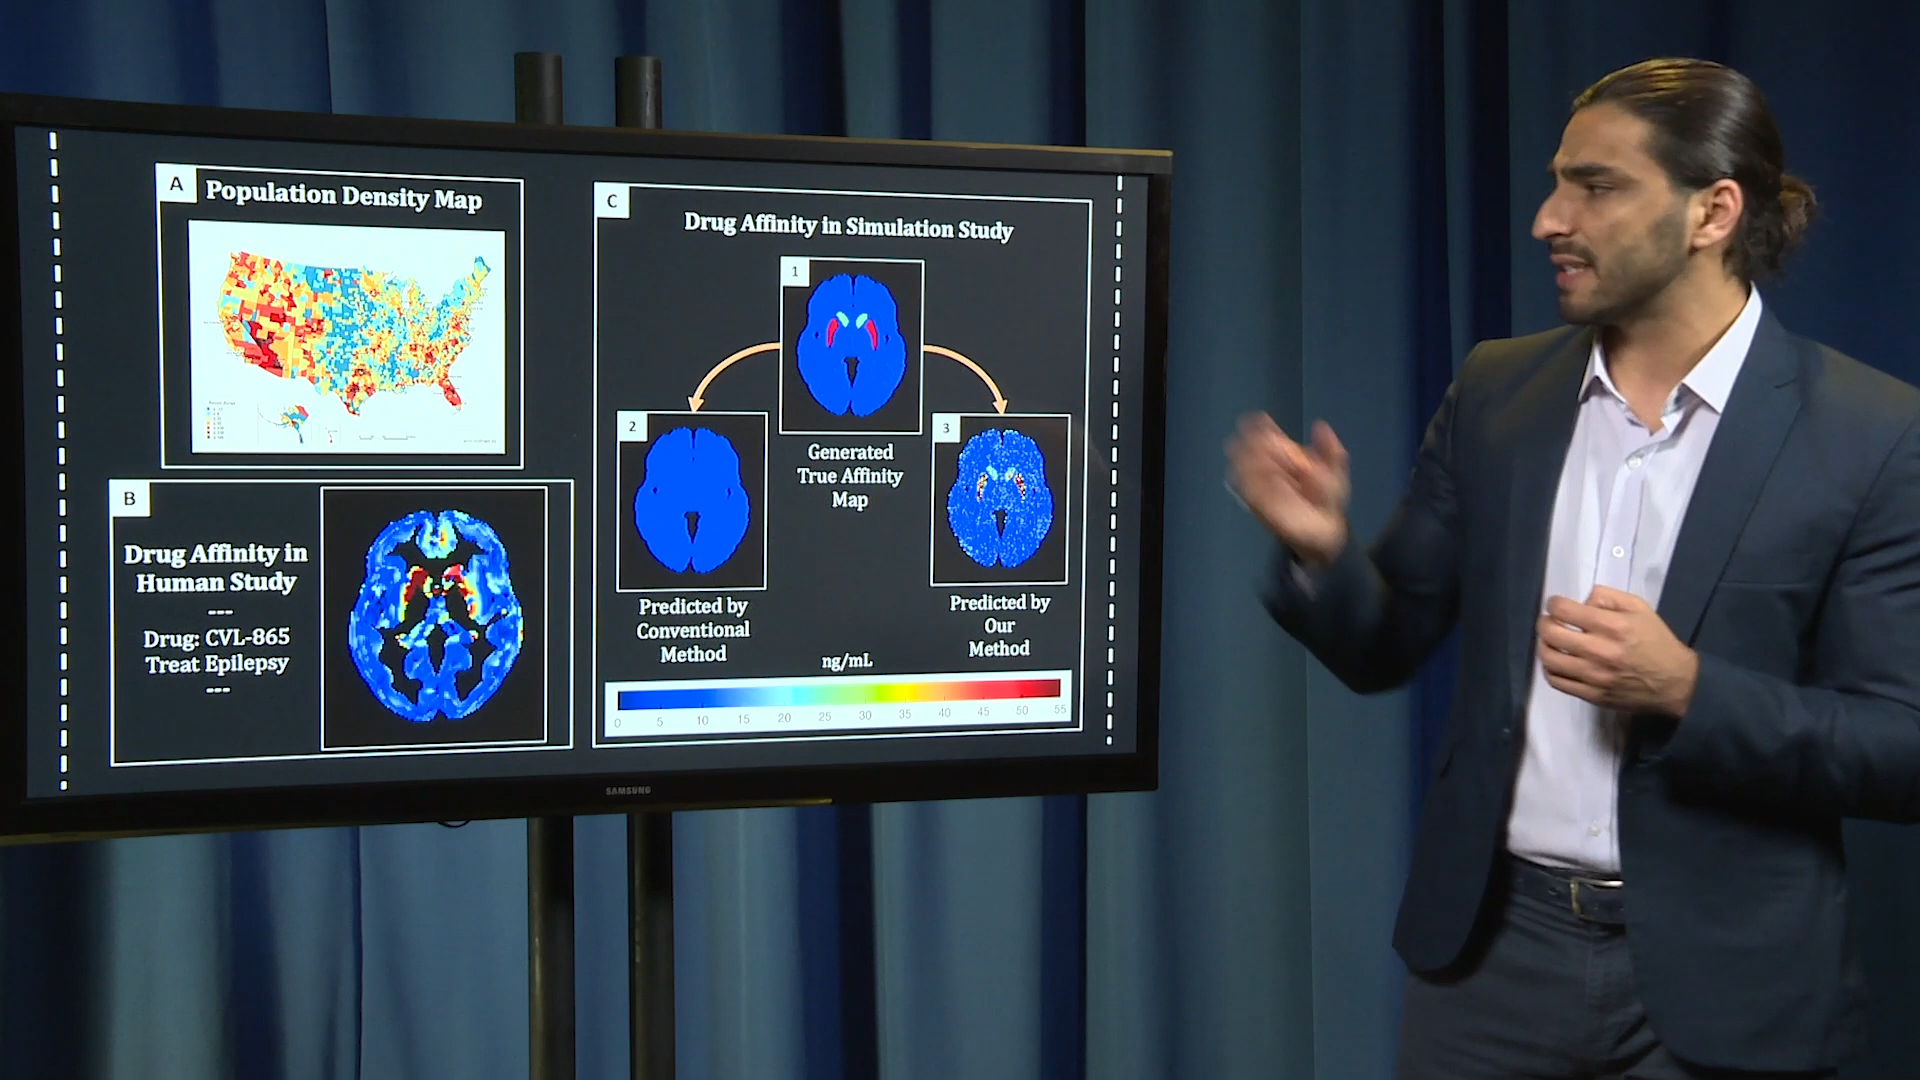 A
Population Density Map
B
Drug Affinity in
Human Study
---
Drug: CVL-865
Treat Epilepsy
---
C
Drug Affinity in Simulation Study
1
Generated
True Affinity
Map
2
Predicted by
Conventional
Method
3
Predicted by
Our
Method
ng/mL
0 5 10 15 20 25 30 35 40 45 50 55
SAMSUNG